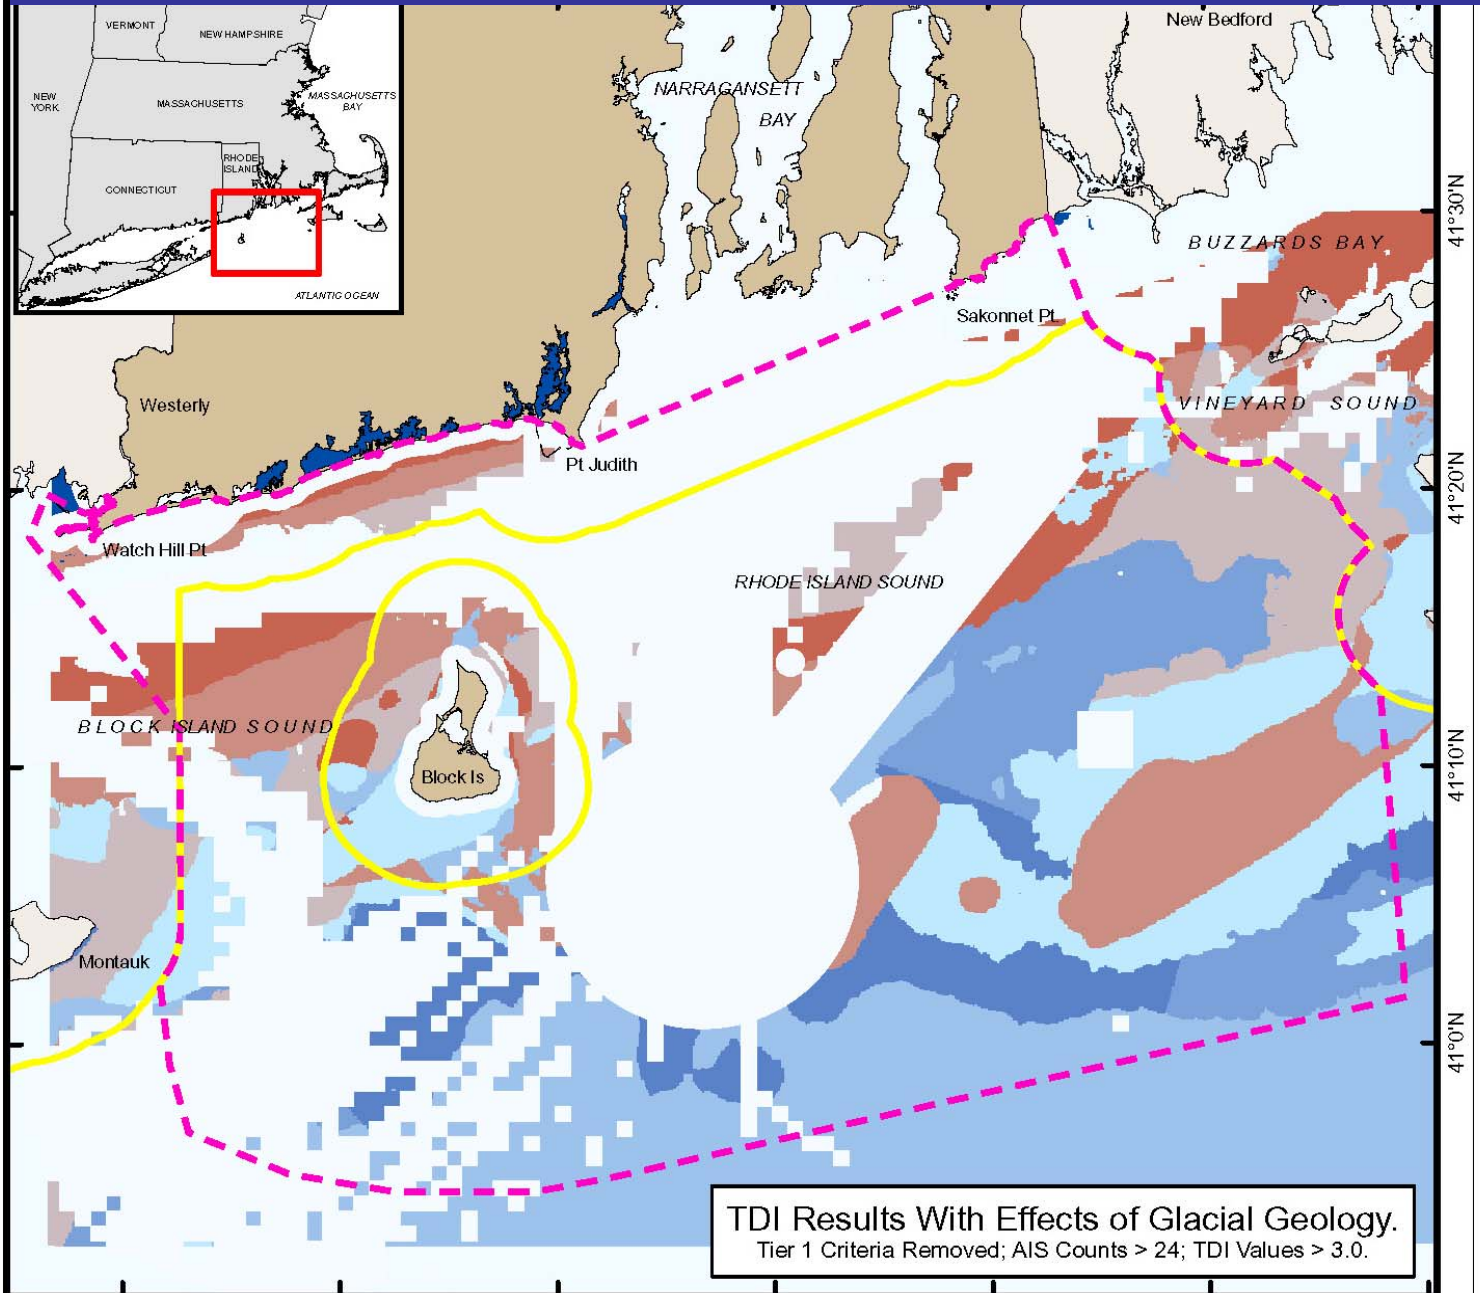 VERMONT
NEW HAMPSHIRE
NEW
YORK
MASSACHUSETTS
MASSACHUSETTS
BAY
RHODE
ISLAND
CONNECTICUT
ATLANTIC OCEAN
New Bedford
NARRAGANSETT
BAY
41°30'N
BUZZARDS BAY
Sakonnet Pt
VINEYARD SOUND
Westerly
Pt Judith
41°20'N
Watch Hill Pt
RHODE ISLAND SOUND
BLOCK ISLAND SOUND
41°10'N
Block Is
Montauk
41°0'N
TDI Results With Effects of Glacial Geology.
Tier 1 Criteria Removed; AIS Counts > 24; TDI Values > 3.0.